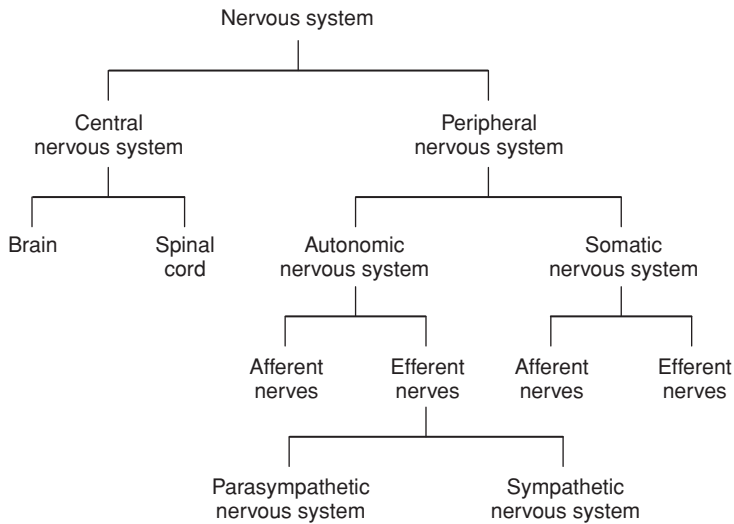 Nervous system
Central
nervous system
Peripheral
nervous system
Brain
Spinal
cord
Autonomic
nervous system
Somatic
nervous system
Afferent
nerves
Efferent
nerves
Afferent
nerves
Efferent
nerves
Parasympathetic
nervous system
Sympathetic
nervous system